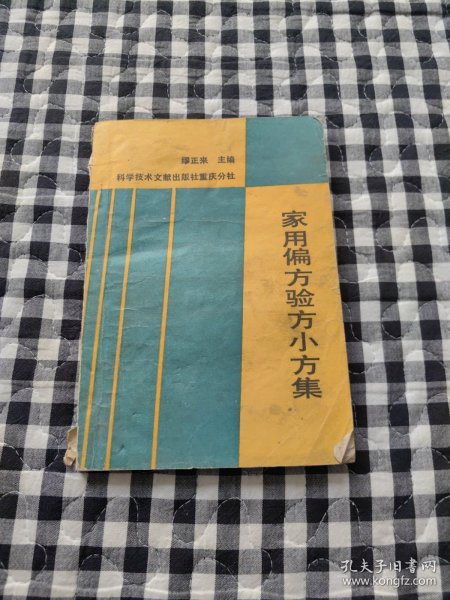 缪正来 主编
科学技术文献出版社重庆分社
家用偏方验方小方集
孔夫子旧书网
www.kongfz.com